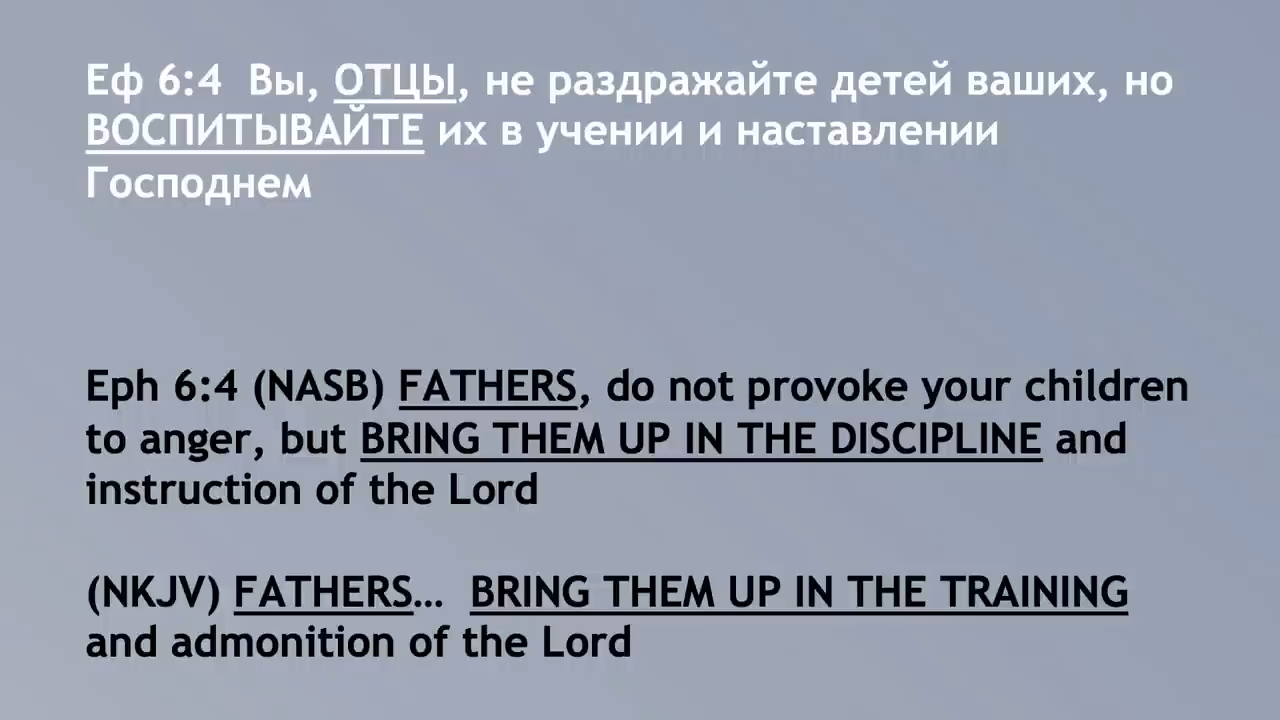 Еф 6:4  Вы, ОТЦЫ, не раздражайте детей ваших, но
ВОСПИТЫВАЙТЕ их в учении и наставлении
Господнем
Eph 6:4 (NASB) FATHERS, do not provoke your children
to anger, but BRING THEM UP IN THE DISCIPLINE and
instruction of the Lord
(NKJV) FATHERS…  BRING THEM UP IN THE TRAINING
and admonition of the Lord